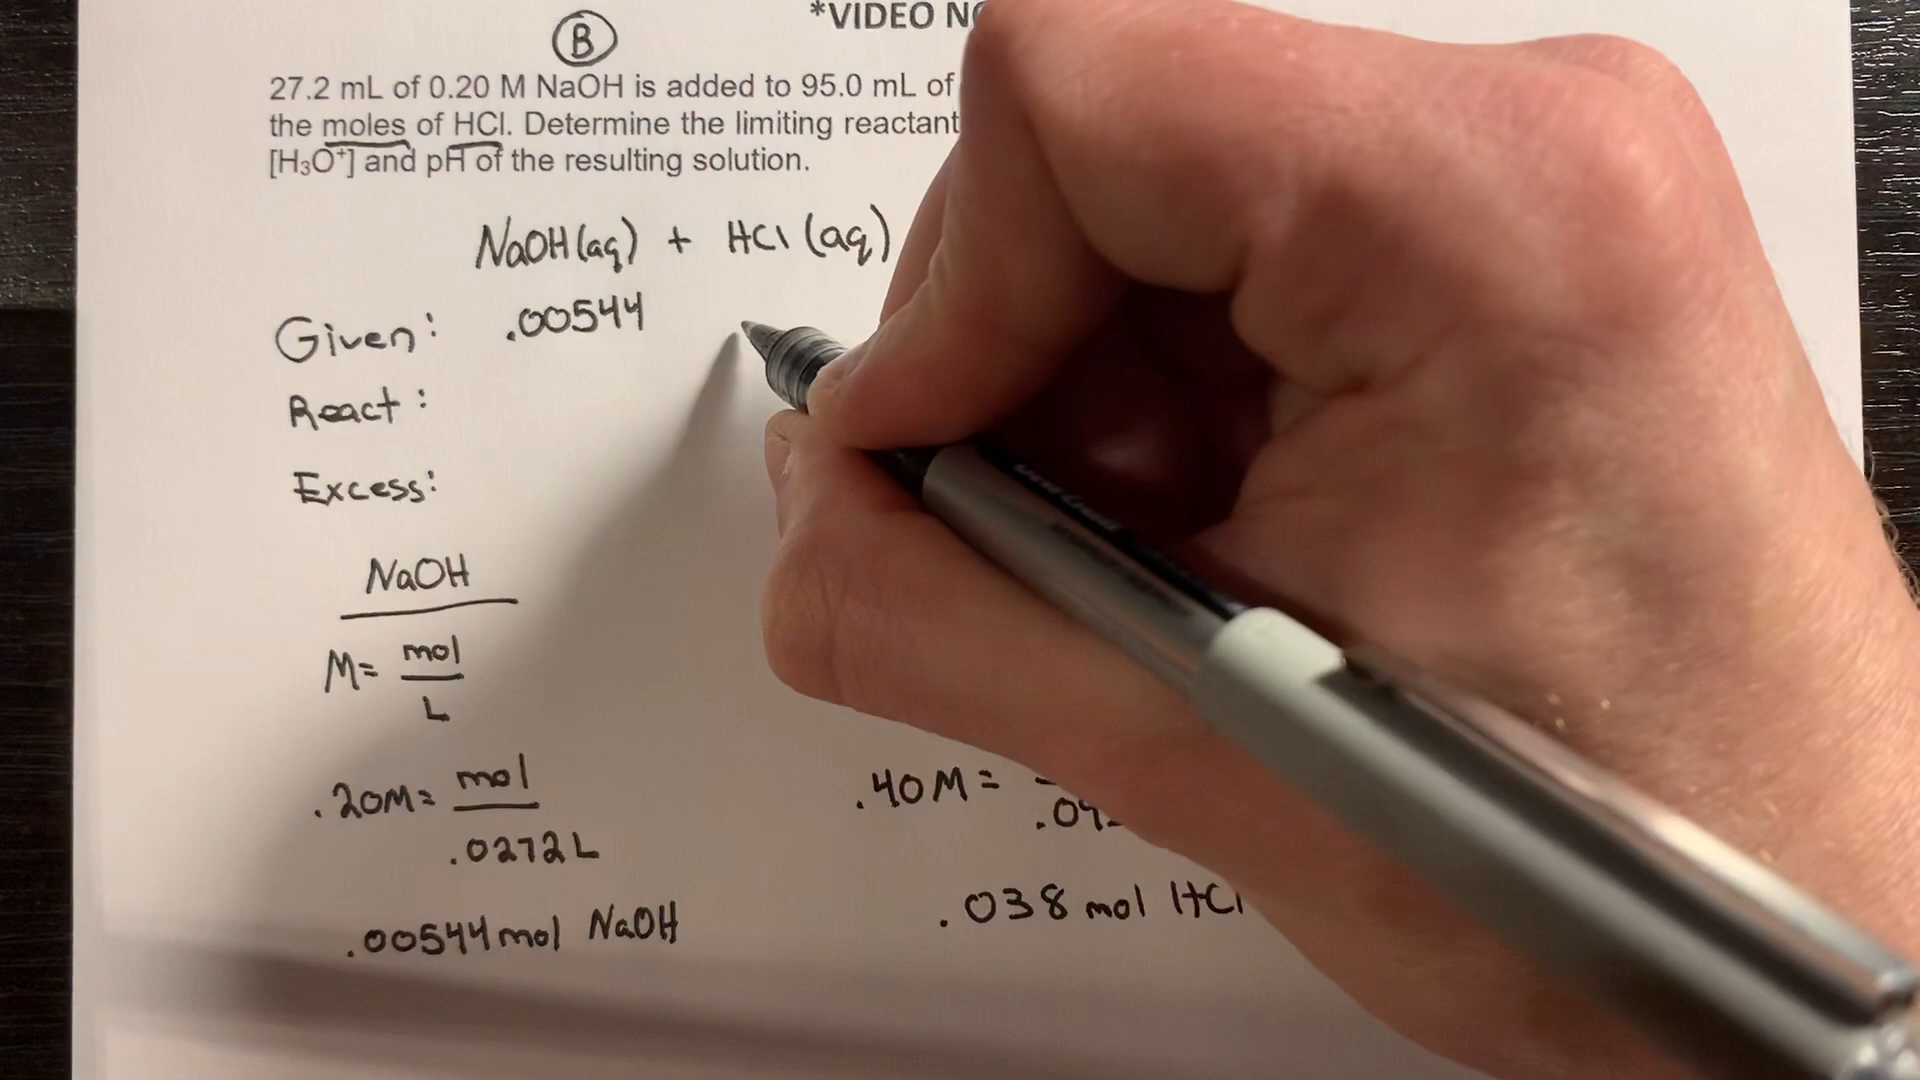 *VIDEO
B
27.2 mL of 0.20 M NaOH is added to 95.0 mL of
the moles of HCl. Determine the limiting reactant
[H₃O⁺] and pH of the resulting solution.
NaOH(aq) + HCl (aq)
Given: .00544
React:
Excess:
NaOH
M= mol
L
.20M= mol
.0272L
.40M=
.00544mol NaOH
.038 mol HCl